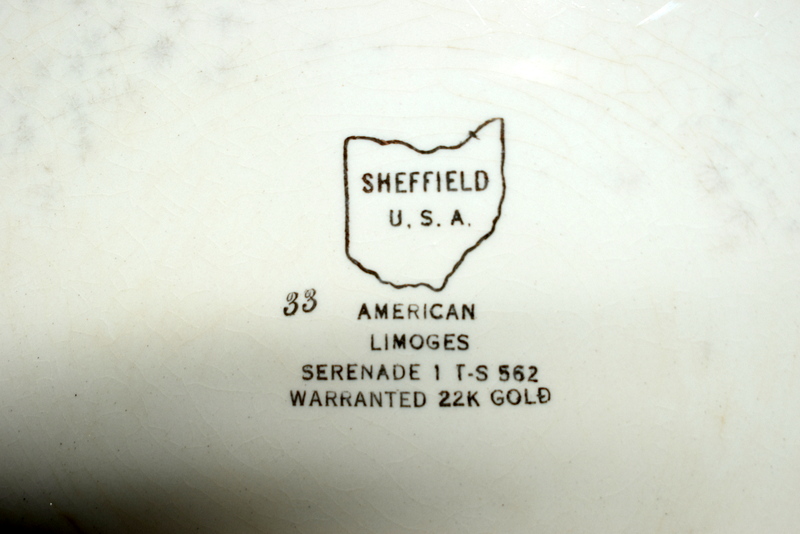 SHEFFIELD
U.S.A.
33
AMERICAN
LIMOGES
SERENADE 1 T-S 562
WARRANTED 22K GOLD